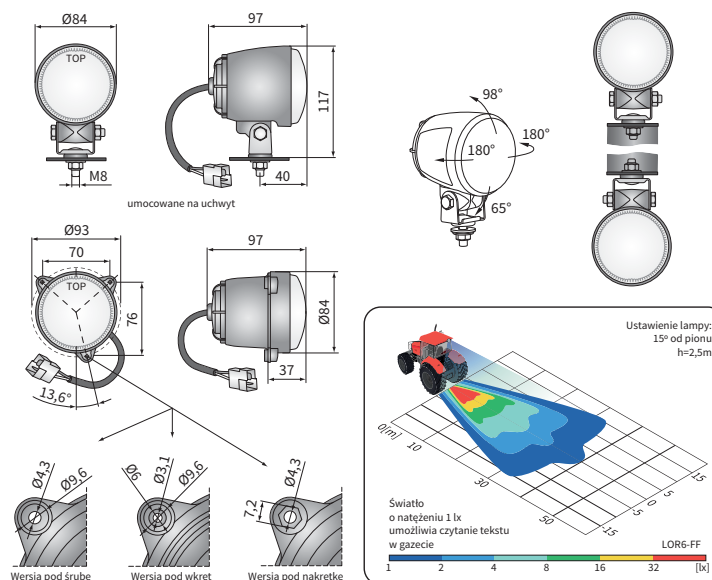 Ø84
TOP
M8
97
117
40
umocowane na uchwyt
98°
180°
180°
65°
Ø93
70
TOP
76
13,6°
97
Ø84
37
Ø4,3
Ø9,6
Wersja pod śrubę
Ø6
Ø3,1
Ø9,6
Wersja pod wkręt
Ø4,3
7,2
Wersja pod nakrętkę
Ustawienie lampy:
15º od pionu
h=2,5m
0[m]
10
30
50
-15
-5
0
5
15
Światło
o natężeniu 1 lx
umożliwia czytanie tekstu
w gazecie
LOR6-FF
1 2 4 8 16 32 [lx]